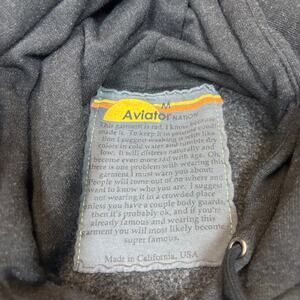 M
Aviator NATION
This garment is rad. I know because I
made it. To keep it in pristine condition
I suggest washing with like
colors in cold water and tumble dry
low. It will distress naturally and
become even more rad with age. Oh,
there is one problem with wearing this
garment I must warn you about:
People will come out of no where and
want to know who you are. I suggest
not wearing it in a crowded place
unless you have a couple body guards,
then it's probably ok, and if you're
already famous and wearing this
garment you will most likely become
super famous.
Made in California, USA